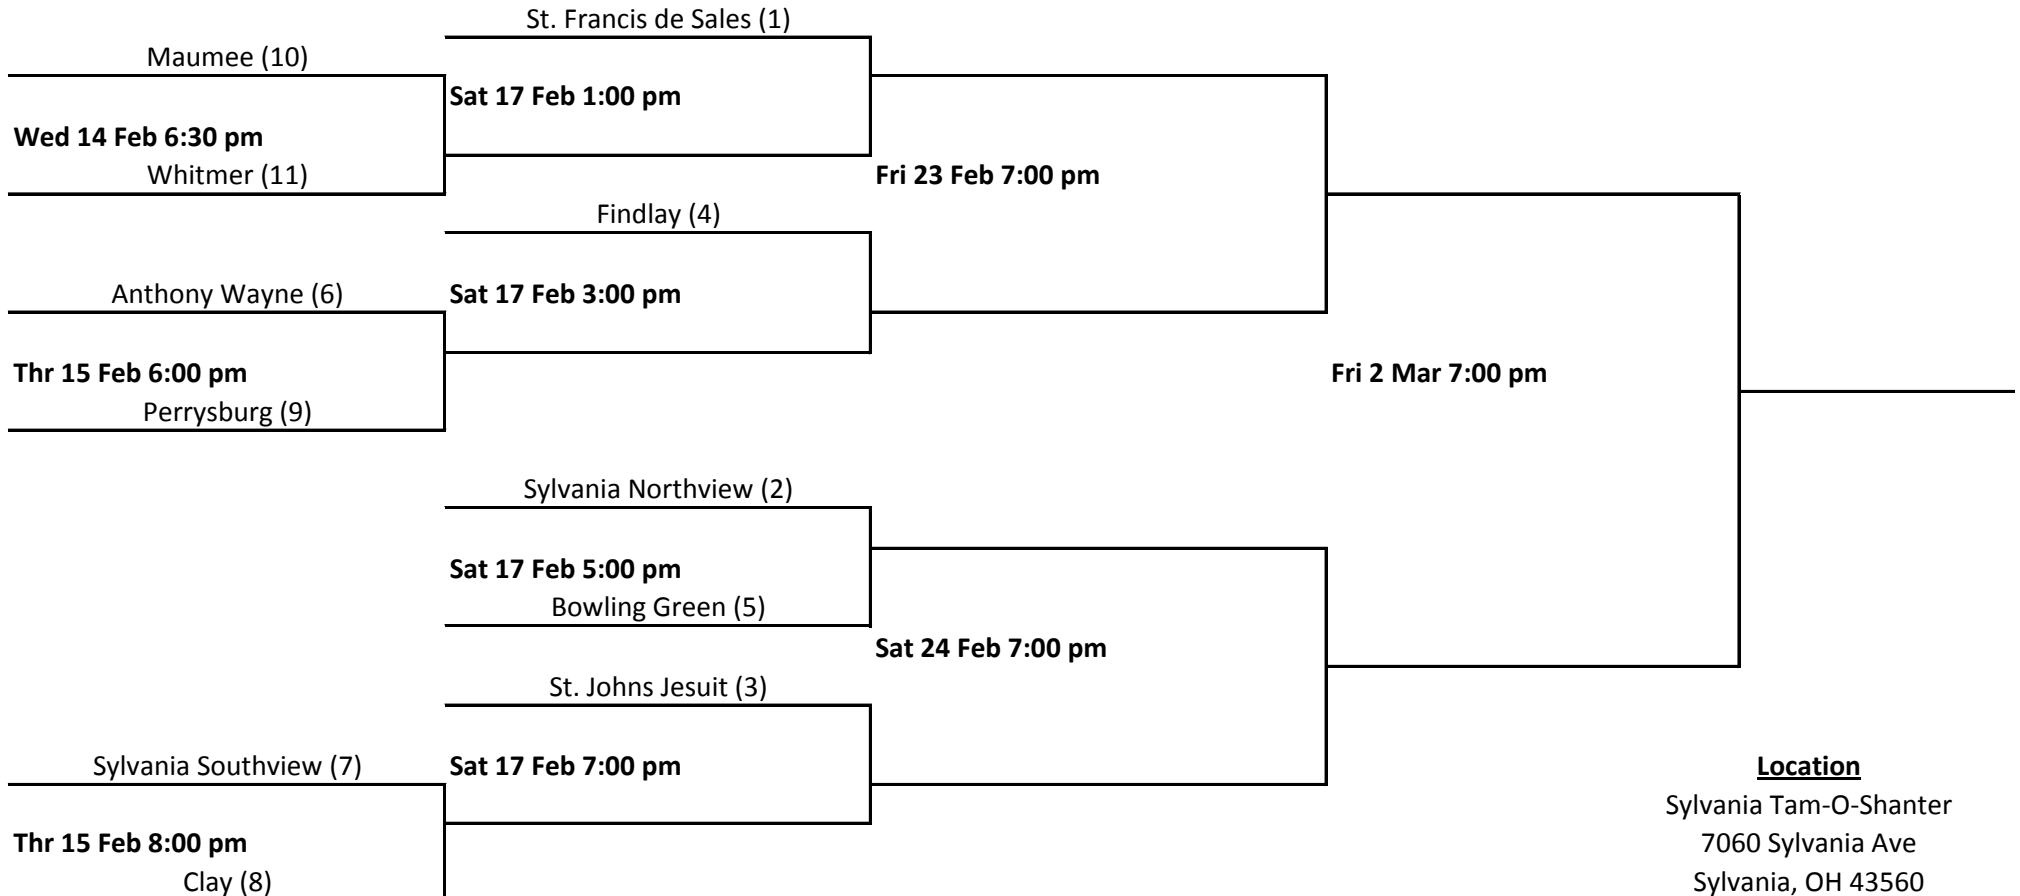 St. Francis de Sales (1)
Maumee (10)
Sat 17 Feb 1:00 pm
Wed 14 Feb 6:30 pm
Whitmer (11)
Fri 23 Feb 7:00 pm
Findlay (4)
Anthony Wayne (6)
Sat 17 Feb 3:00 pm
Thr 15 Feb 6:00 pm
Fri 2 Mar 7:00 pm
Perrysburg (9)
Sylvania Northview (2)
Sat 17 Feb 5:00 pm
Bowling Green (5)
Sat 24 Feb 7:00 pm
St. Johns Jesuit (3)
Sylvania Southview (7)
Sat 17 Feb 7:00 pm
Thr 15 Feb 8:00 pm
Clay (8)
Location
Sylvania Tam-O-Shanter
7060 Sylvania Ave
Sylvania, OH 43560